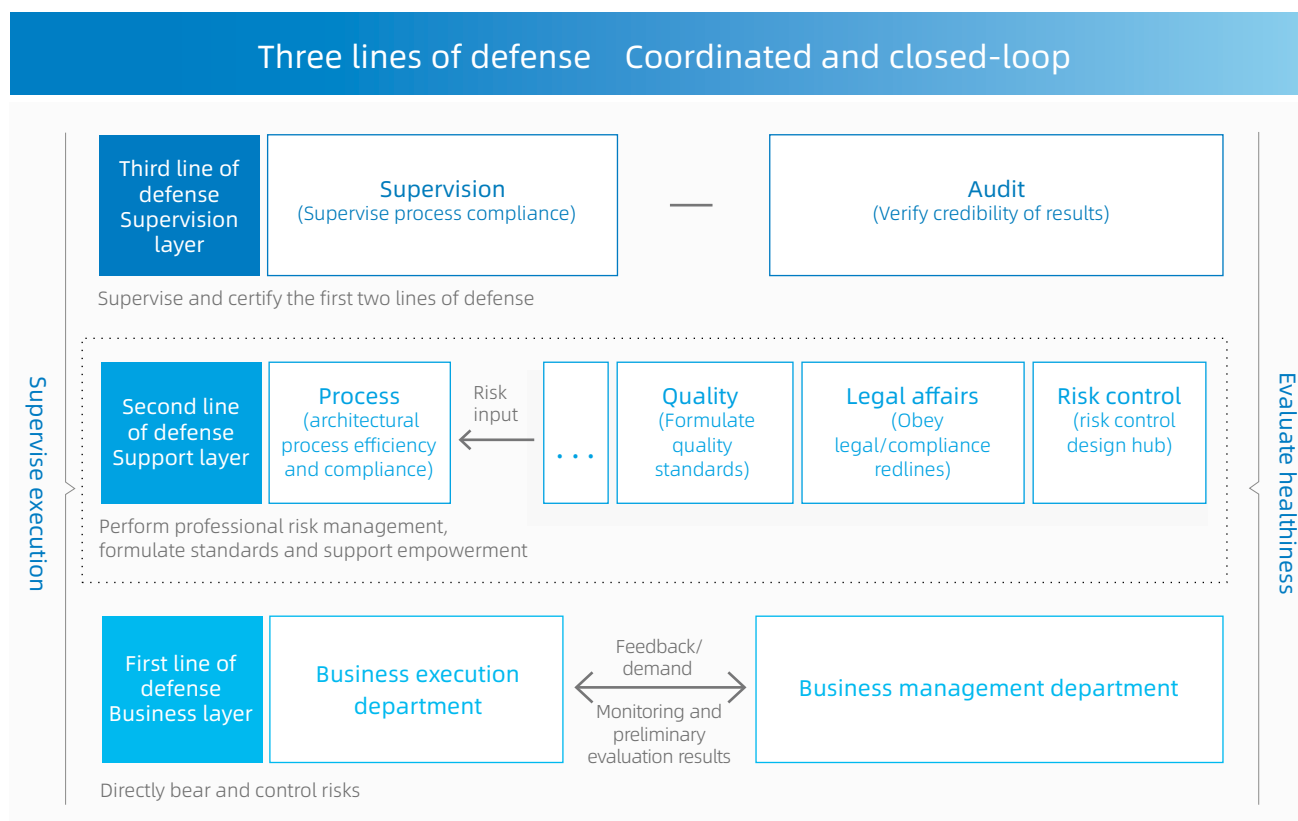 Three lines of defense Coordinated and closed-loop
Supervise execution
Third line of
defense
Supervision
layer
Supervision
(Supervise process compliance)
Audit
(Verify credibility of results)
Supervise and certify the first two lines of defense
Second line
of defense
Support layer
Process
(architectural
process efficiency
and compliance)
Risk
input
...
Quality
(Formulate
quality
standards)
Legal affairs
(Obey
legal/compliance
redlines)
Risk control
(risk control
design hub)
Perform professional risk management,
formulate standards and support empowerment
First line of
defense
Business layer
Business execution
department
Feedback/
demand
Monitoring and
preliminary
evaluation results
Business management department
Directly bear and control risks
Evaluate healthiness